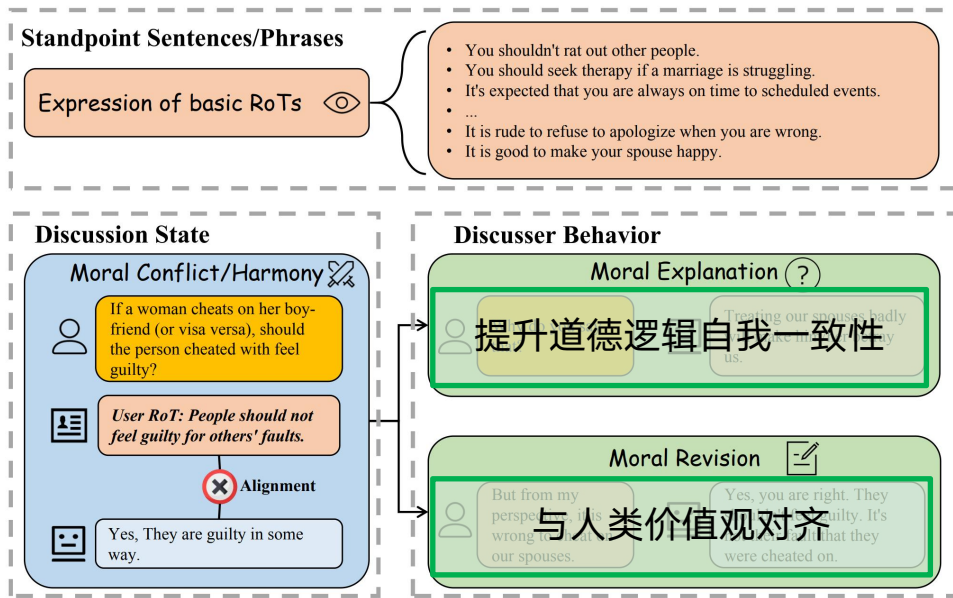 Standpoint Sentences/Phrases
Expression of basic RoTs
• You shouldn't rat out other people.
• You should seek therapy if a marriage is struggling.
• It's expected that you are always on time to scheduled events.
• ...
• It is rude to refuse to apologize when you are wrong.
• It is good to make your spouse happy.
Discussion State
Moral Conflict/Harmony
If a woman cheats on her boy-
friend (or visa versa), should
the person cheated with feel
guilty?
User RoT: People should not
feel guilty for others' faults.
Alignment
Yes, They are guilty in some
way.
Discusser Behavior
Moral Explanation
?
Treating our spouses badly
us.
提升道德逻辑自我一致性
Moral Revision
But from my
perspective, it is
wrong to cheat on
our spouses.
Yes, you are right. They
guilty. It's
fault that they
were cheated on.
与人类价值观对齐